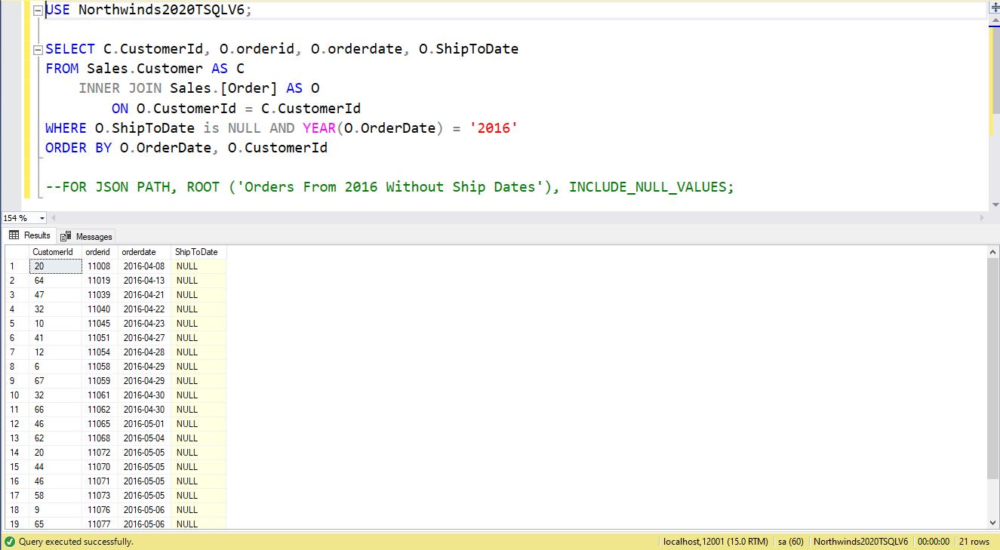 USE Northwinds2020TSQLV6;
SELECT C.CustomerId, O.orderid, O.orderdate, O.ShipToDate
FROM Sales.Customer AS C
INNER JOIN Sales.[Order] AS O
ON O.CustomerId = C.CustomerId
WHERE O.ShipToDate is NULL AND YEAR(O.OrderDate) = '2016'
ORDER BY O.OrderDate, O.CustomerId
--FOR JSON PATH, ROOT ('Orders From 2016 Without Ship Dates'), INCLUDE_NULL_VALUES;
154 %
Results Messages
CustomerId orderid orderdate ShipToDate
1 20 11008 2016-04-08 NULL
2 64 11019 2016-04-13 NULL
3 47 11039 2016-04-21 NULL
4 32 11040 2016-04-22 NULL
5 10 11045 2016-04-23 NULL
6 41 11051 2016-04-27 NULL
7 12 11054 2016-04-28 NULL
8 6 11058 2016-04-29 NULL
9 67 11059 2016-04-29 NULL
10 32 11061 2016-04-30 NULL
11 66 11062 2016-04-30 NULL
12 46 11065 2016-05-01 NULL
13 62 11068 2016-05-04 NULL
14 20 11072 2016-05-05 NULL
15 44 11070 2016-05-05 NULL
16 46 11071 2016-05-05 NULL
17 58 11073 2016-05-05 NULL
18 9 11076 2016-05-06 NULL
19 65 11077 2016-05-06 NULL
Query executed successfully. localhost,12001 (15.0 RTM) sa (60) Northwinds2020TSQLV6 00:00:00 21 rows